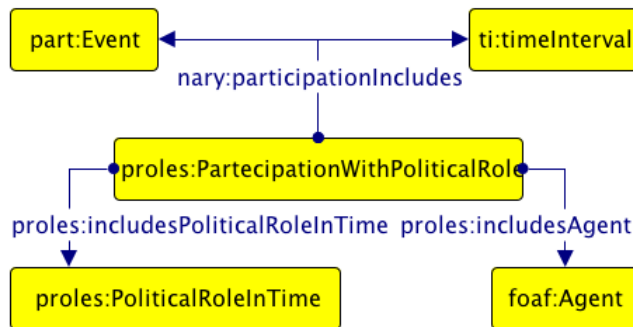 part:Event
ti:timeInterval
nary:participationIncludes
proles:PartecipationWithPoliticalRole
proles:includesPoliticalRoleInTime
proles:includesAgent
proles:PoliticalRoleInTime
foaf:Agent